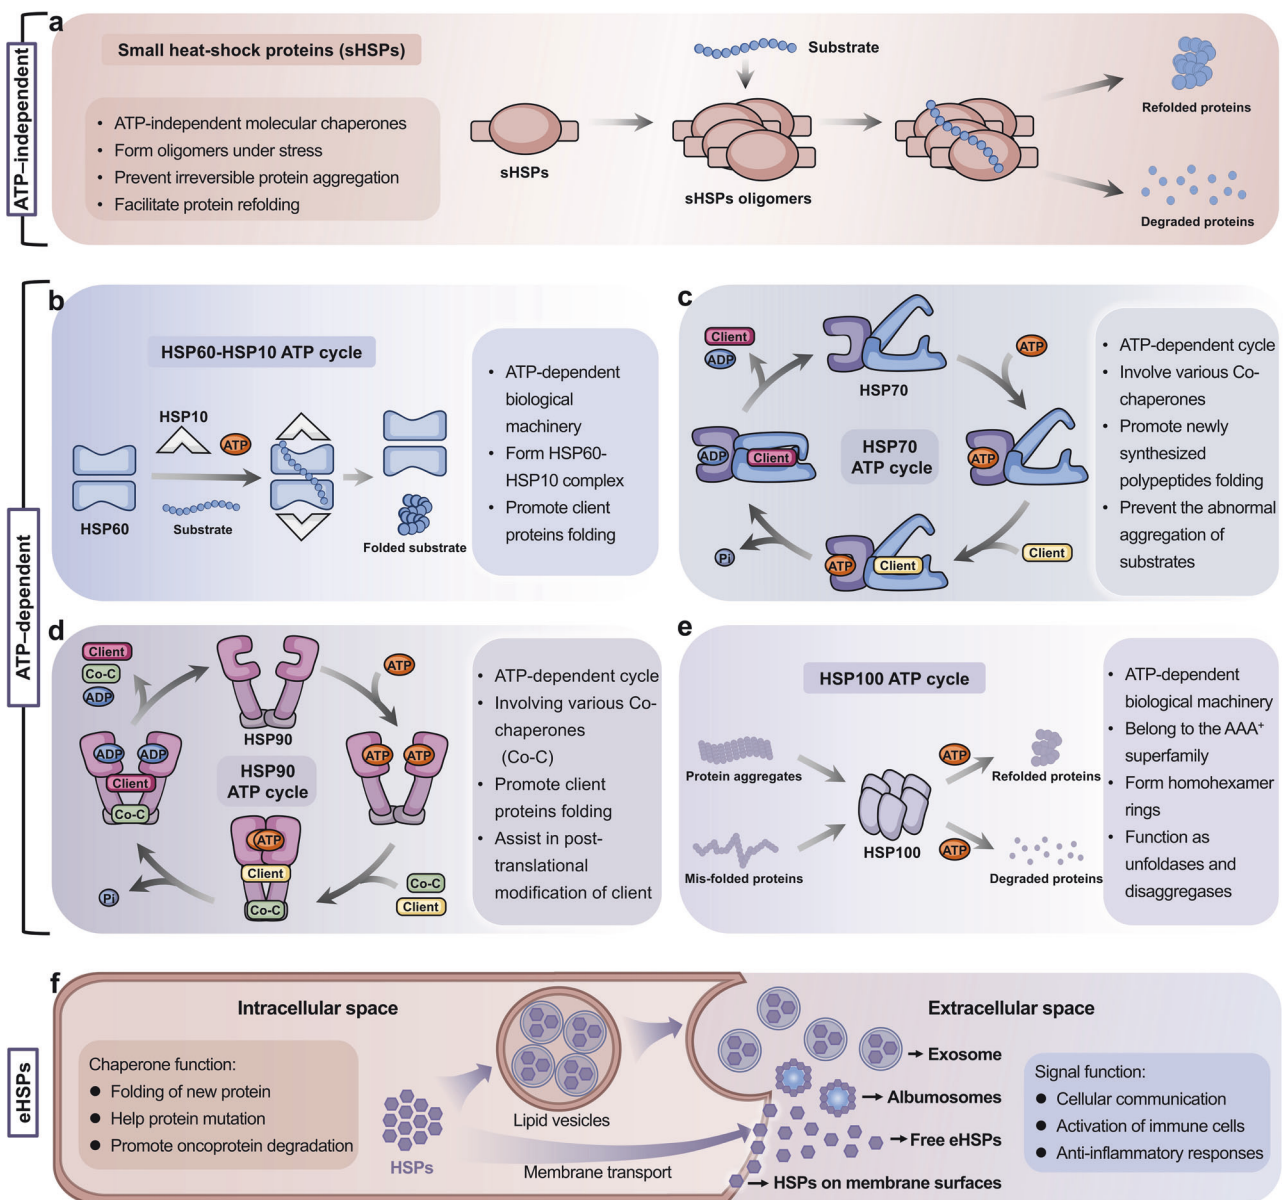 a
ATP–independent
Small heat-shock proteins (sHSPs)
• ATP-independent molecular chaperones
• Form oligomers under stress
• Prevent irreversible protein aggregation
• Facilitate protein refolding
sHSPs
Substrate
sHSPs oligomers
Refolded proteins
Degraded proteins
ATP–dependent
b
HSP60-HSP10 ATP cycle
HSP10
ATP
HSP60
Substrate
Folded substrate
• ATP-dependent
biological
machinery
• Form HSP60-
HSP10 complex
• Promote client
proteins folding
c
Client
ADP
HSP70
ATP
ADP
Client
HSP70
ATP cycle
ATP
Pi
ATP
Client
Client
• ATP-dependent cycle
• Involve various Co-
chaperones
• Promote newly
synthesized
polypeptides folding
• Prevent the abnormal
aggregation of
substrates
d
Client
Co-C
ADP
HSP90
ATP
ADP
ADP
Client
Co-C
HSP90
ATP cycle
ATP
ATP
ATP
Client
Co-C
Pi
Co-C
Client
• ATP-dependent cycle
• Involving various Co-
chaperones
(Co-C)
• Promote client
proteins folding
• Assist in post-
translational
modification of client
e
HSP100 ATP cycle
Protein aggregates
Mis-folded proteins
HSP100
ATP
ATP
Refolded proteins
Degraded proteins
• ATP-dependent
biological machinery
• Belong to the AAA⁺
superfamily
• Form homohexamer
rings
• Function as
unfoldases and
disaggregases
f
eHSPs
Intracellular space
Chaperone function:
● Folding of new protein
● Help protein mutation
● Promote oncoprotein degradation
HSPs
Lipid vesicles
Membrane transport
Extracellular space
Exosome
Albumosomes
Free eHSPs
HSPs on membrane surfaces
Signal function:
● Cellular communication
● Activation of immune cells
● Anti-inflammatory responses